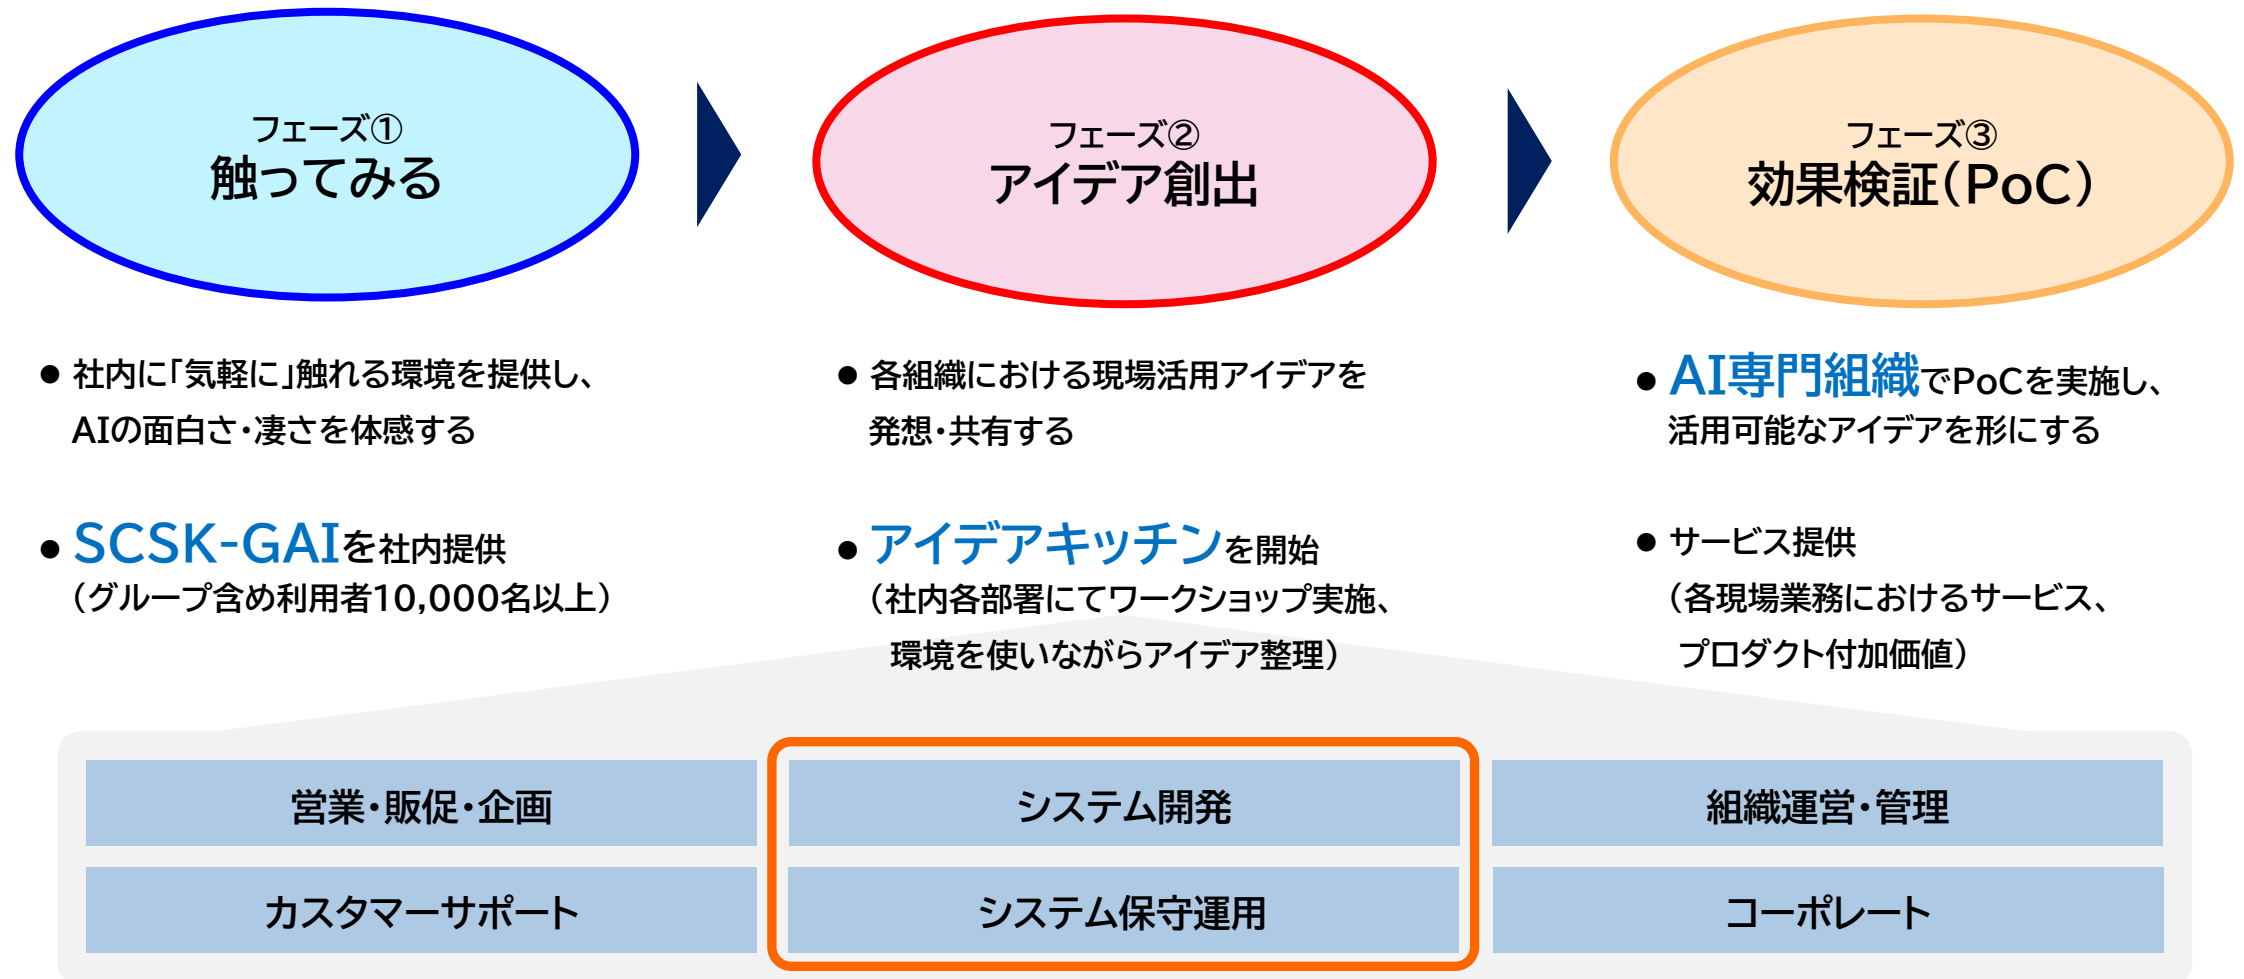 フェーズ①
触ってみる
フェーズ②
アイデア創出
フェーズ③
効果検証(PoC)
● 社内に「気軽に」触れる環境を提供し、
AIの面白さ・凄さを体感する
● SCSK-GAIを社内提供
(グループ含め利用者10,000名以上)
● 各組織における現場活用アイデアを
発想・共有する
● アイデアキッチンを開始
(社内各部署にてワークショップ実施、
環境を使いながらアイデア整理)
● AI専門組織でPoCを実施し、
活用可能なアイデアを形にする
● サービス提供
(各現場業務におけるサービス、
プロダクト付加価値)
営業・販促・企画
システム開発
組織運営・管理
カスタマーサポート
システム保守運用
コーポレート